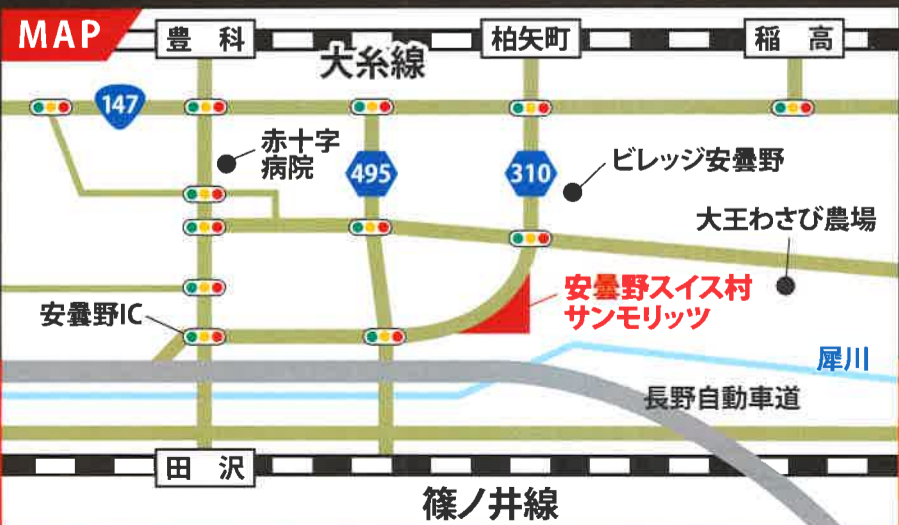 MAP
豊科
柏矢町
稲高
大糸線
147
赤十字
病院
495
310
ビレッジ安曇野
大王わさび農場
安曇野IC
安曇野スイス村
サンモリッツ
犀川
長野自動車道
田沢
篠ノ井線